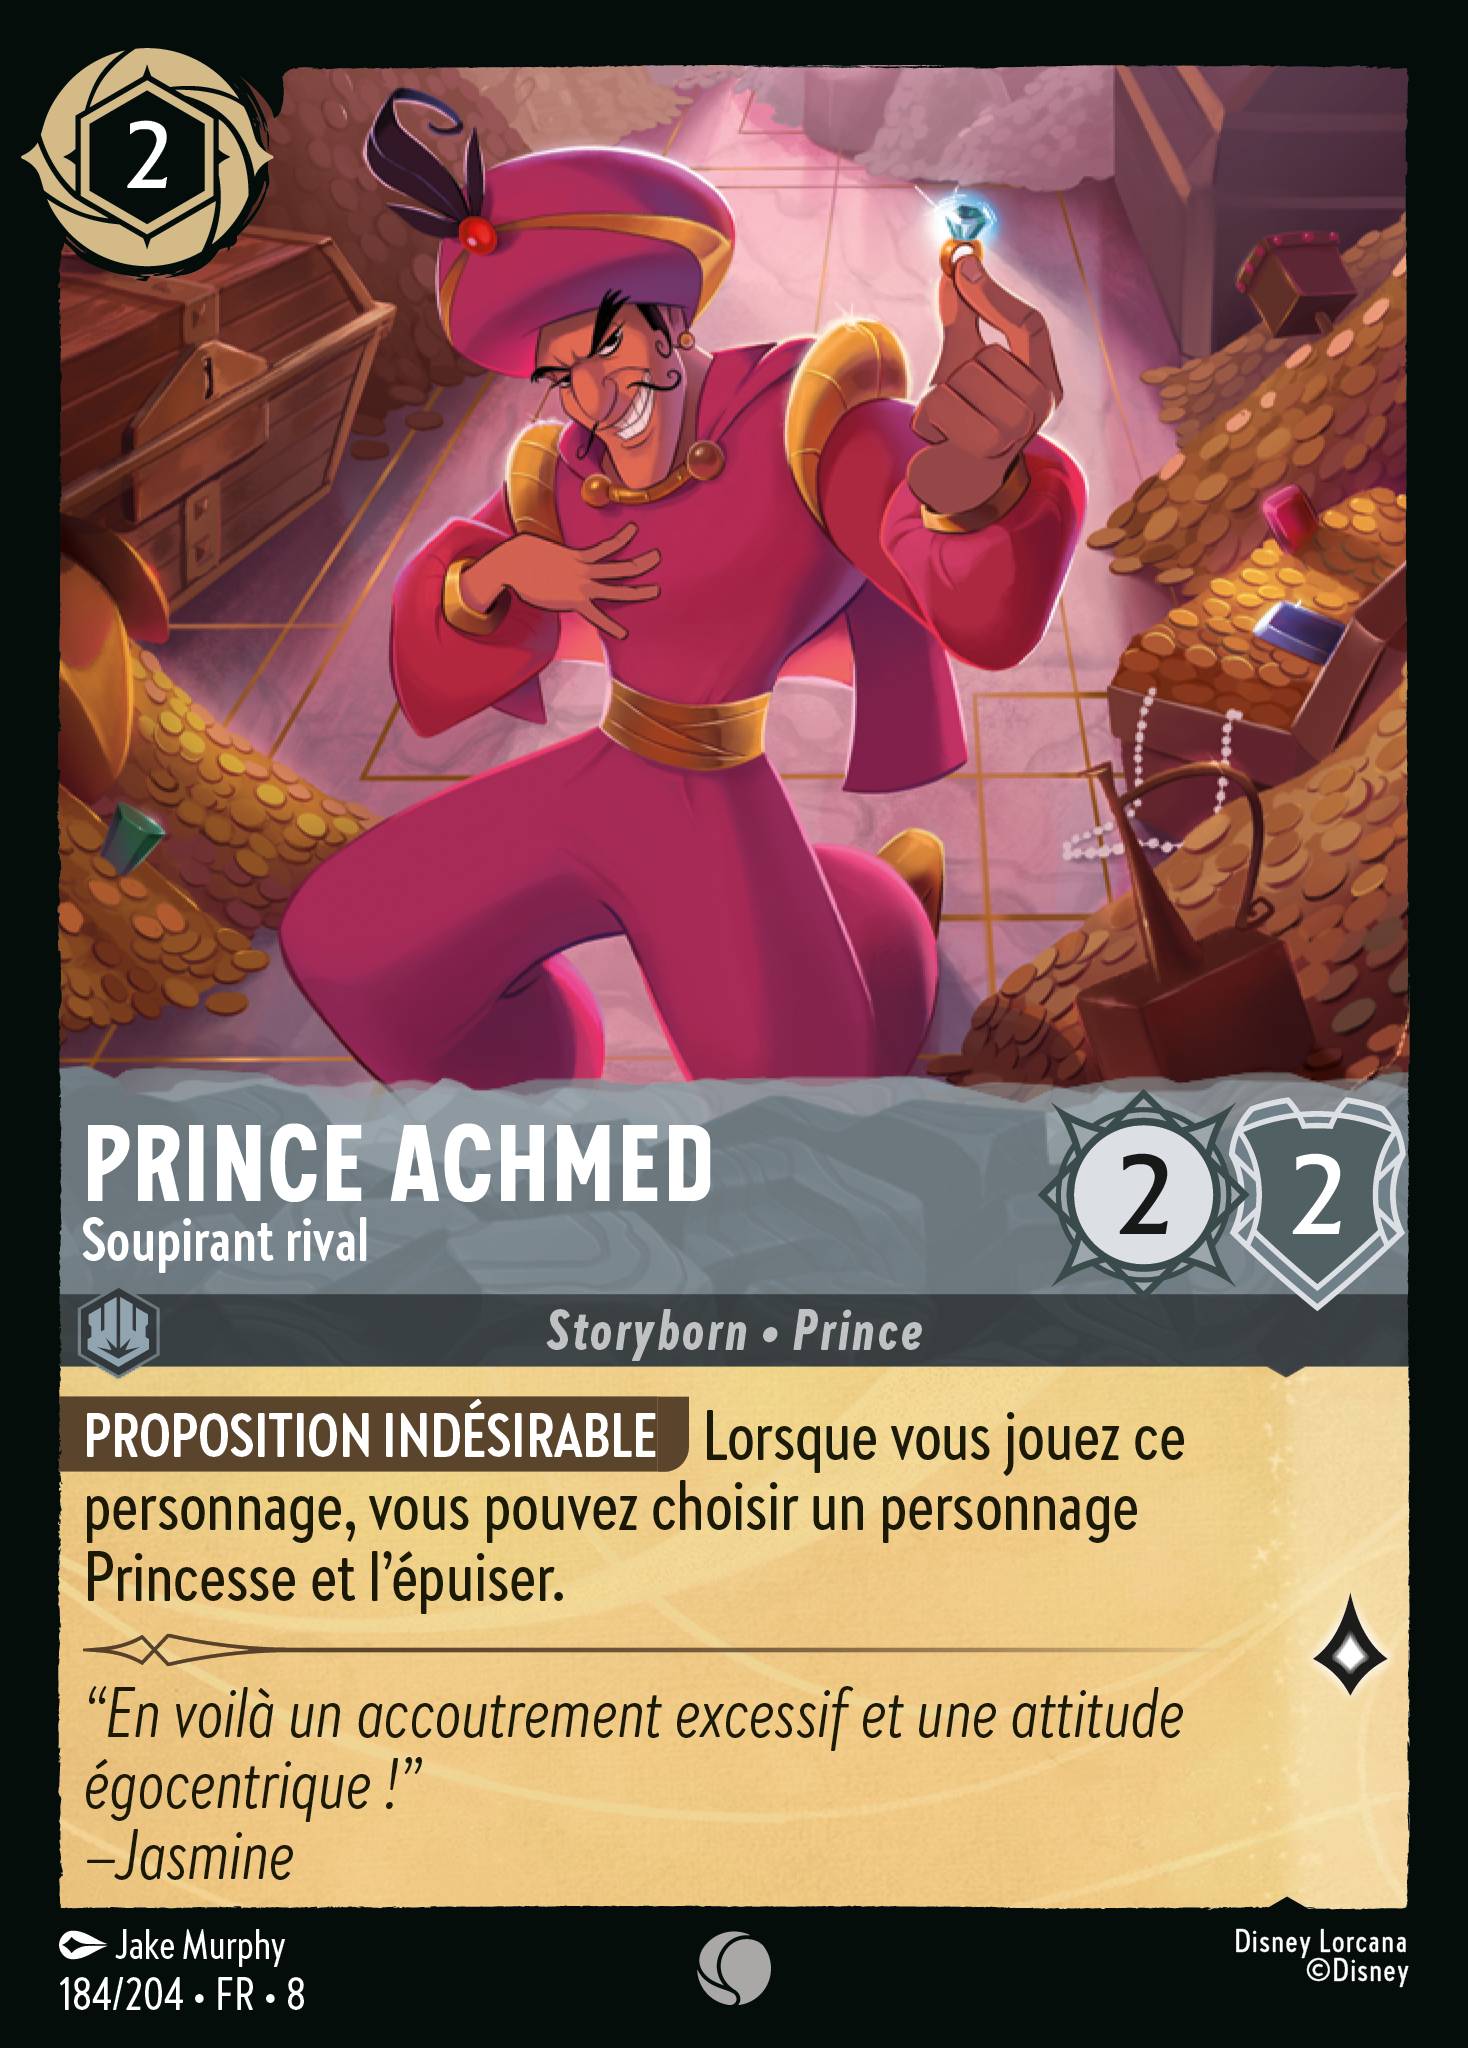 2
PRINCE ACHMED
Soupirant rival
2 2
Storyborn • Prince
PROPOSITION INDÉSIRABLE Lorsque vous jouez ce
personnage, vous pouvez choisir un personnage
Princesse et l’épuiser.
“En voilà un accoutrement excessif et une attitude
égocentrique !”
–Jasmine
Jake Murphy
184/204 • FR • 8
Disney Lorcana
©Disney